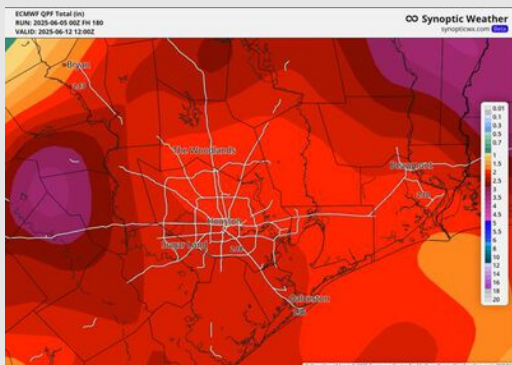 ECMWF QPF Total (in)
RUN: 2025-06-05 00Z FH 180
VALID: 2025-06-12 12:00Z
Synoptic Weather
synopticwx.com Beta
Bryan
The Woodlands
Beaumont
Houston
Sugar Land
Galveston
0.01
0.1
0.3
0.5
0.7
1
1.5
2
2.5
3
3.5
4
4.5
5
5.5
6
8
10
12
14
16
18
20